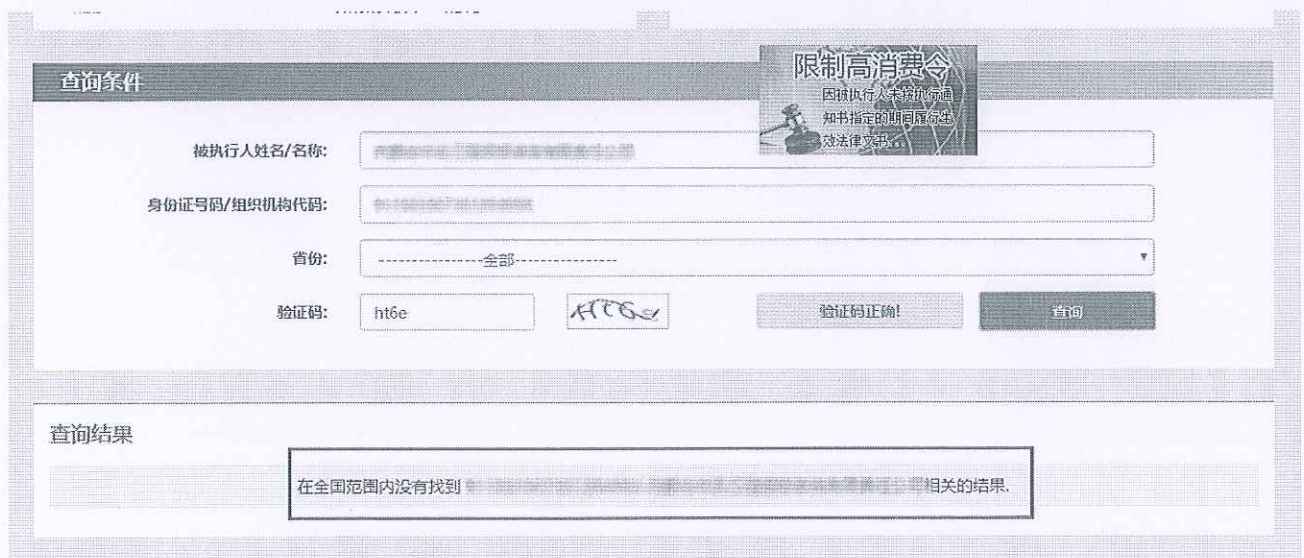 查询条件
限制高消费令
因被执行人未按执行通
知书指定的期间履行生
效法律文书...
被执行人姓名/名称:
身份证号码/组织机构代码:
省份: ----------------全部----------------
验证码: ht6e 验证码正确! 查询
查询结果
在全国范围内没有找到 相关的结果.